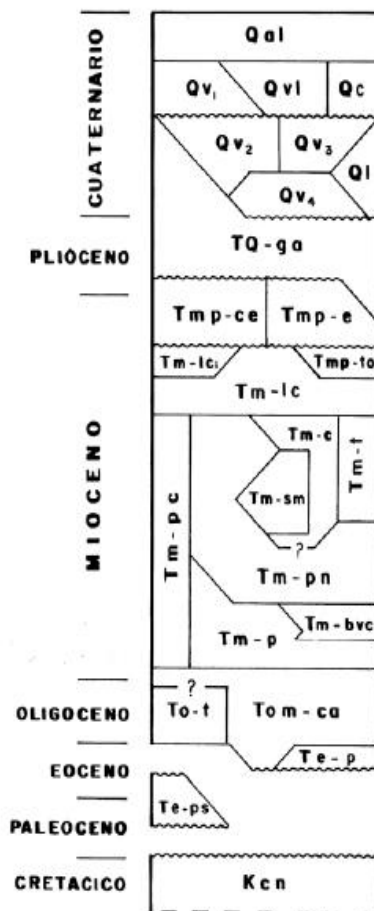 Qal
CUATERNARIO
Qv₁ Qvl Qc
Qv₂ Qv₃
Ql
Qv₄
PLIOCENO
TQ-ga
Tmp-ce Tmp-e
Tm-lc₁ Tmp-to
Tm-lc
MIOCENO
Tm-pc
Tm-c
Tm-t
Tm-sm
?
Tm-pn
Tm-bvc
Tm-p
?
OLIGOCENO
To-t Tom-ca
EOCENO
Te-p
Te-ps
PALEOCENO
CRETACICO
Kcn